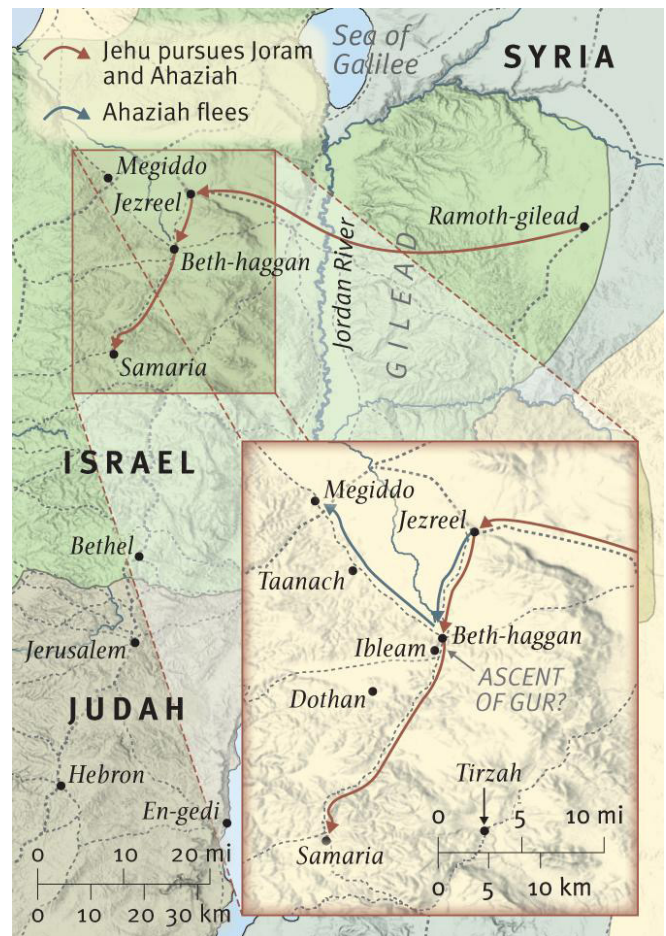 Jehu pursues Joram
and Ahaziah
Ahaziah flees
Sea of
Galilee
SYRIA
Megiddo
Jezreel
Ramoth-gilead
Beth-haggan
Jordan River
GILEAD
Samaria
ISRAEL
Bethel
Jerusalem
JUDAH
Hebron
En-gedi
0 10 20 mi
0 10 20 30 km
Megiddo
Jezreel
Taanach
Beth-haggan
Ibleam
ASCENT
OF GUR?
Dothan
Tirzah
0 5 10 mi
Samaria
0 5 10 km